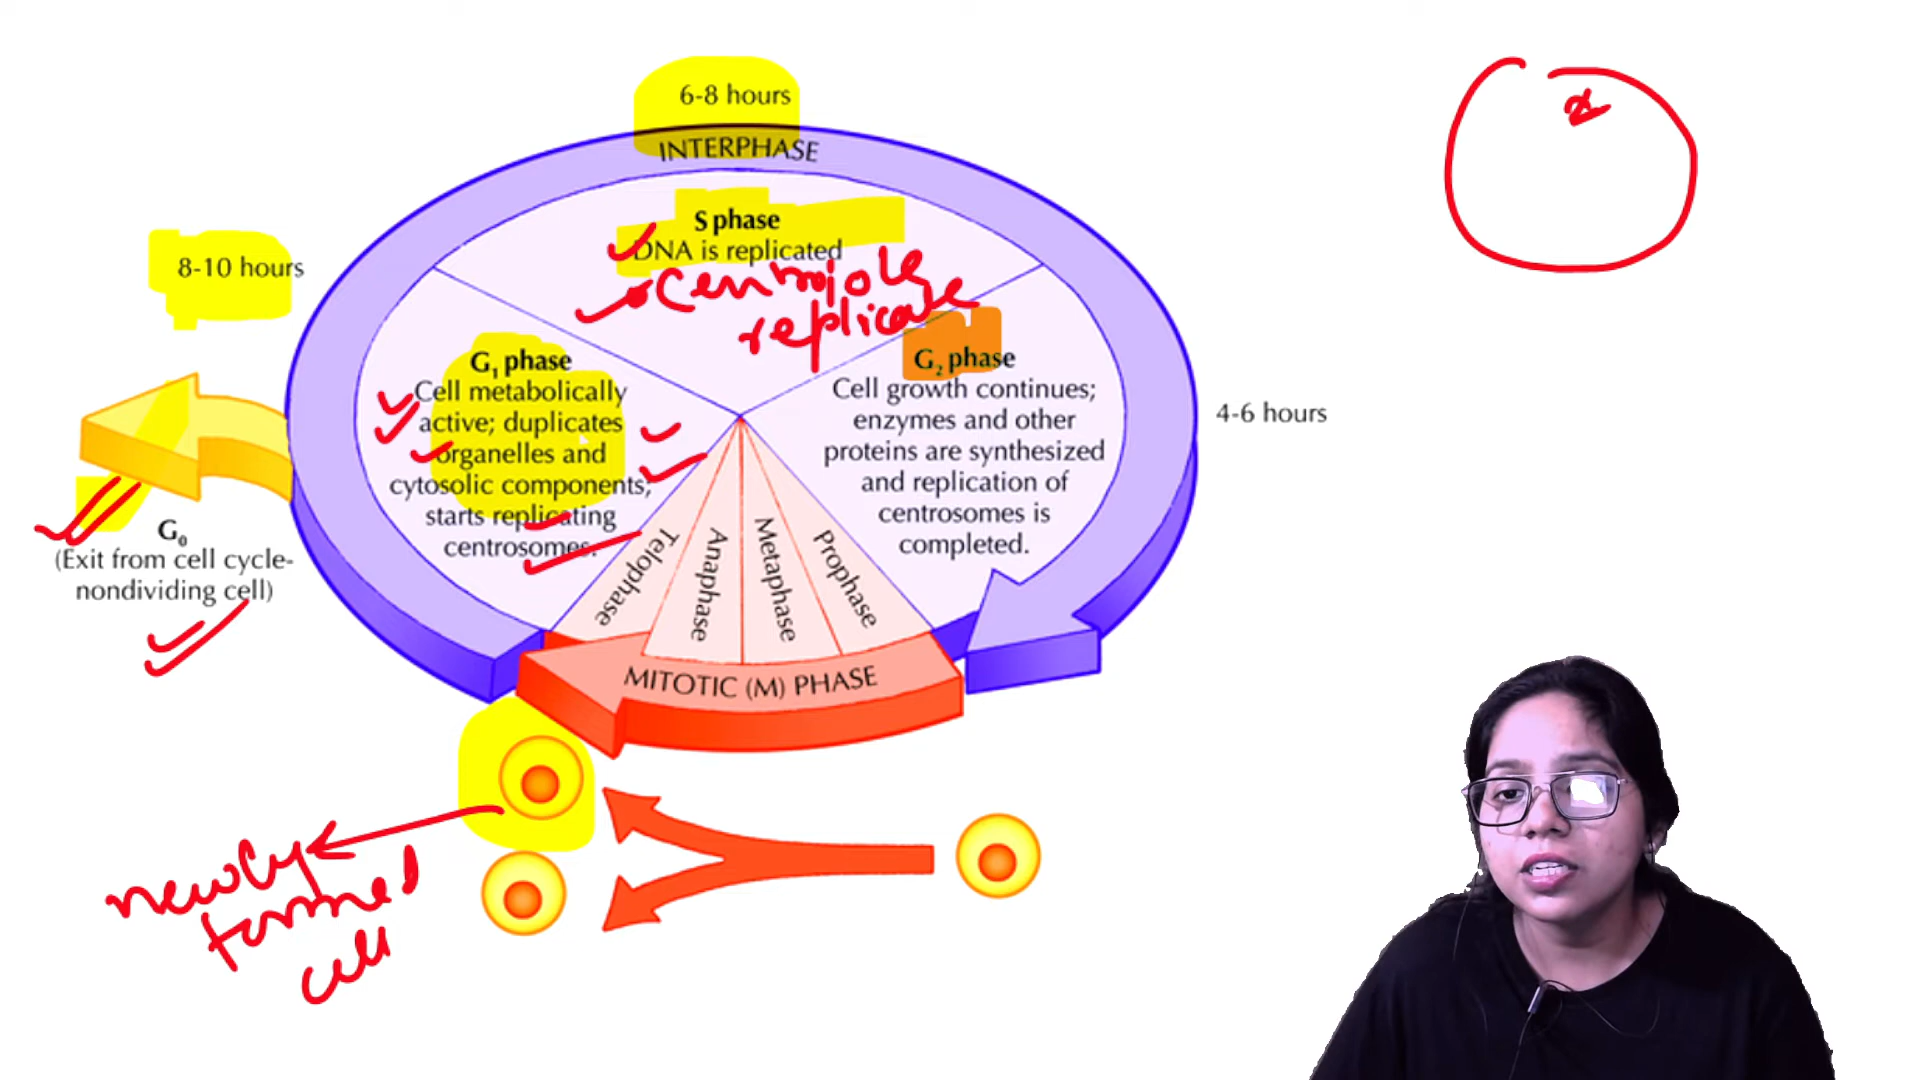 6-8 hours
INTERPHASE
S phase
DNA is replicated
Centriole
replicate
8-10 hours
G₁ phase
Cell metabolically
active; duplicates
organelles and
cytosolic components;
starts replicating
centrosomes.
G₂ phase
Cell growth continues;
enzymes and other
proteins are synthesized
and replication of
centrosomes is
completed.
4-6 hours
G₀
(Exit from cell cycle-
nondividing cell)
Telophase
Anaphase
Metaphase
Prophase
MITOTIC (M) PHASE
newly
formed
cell